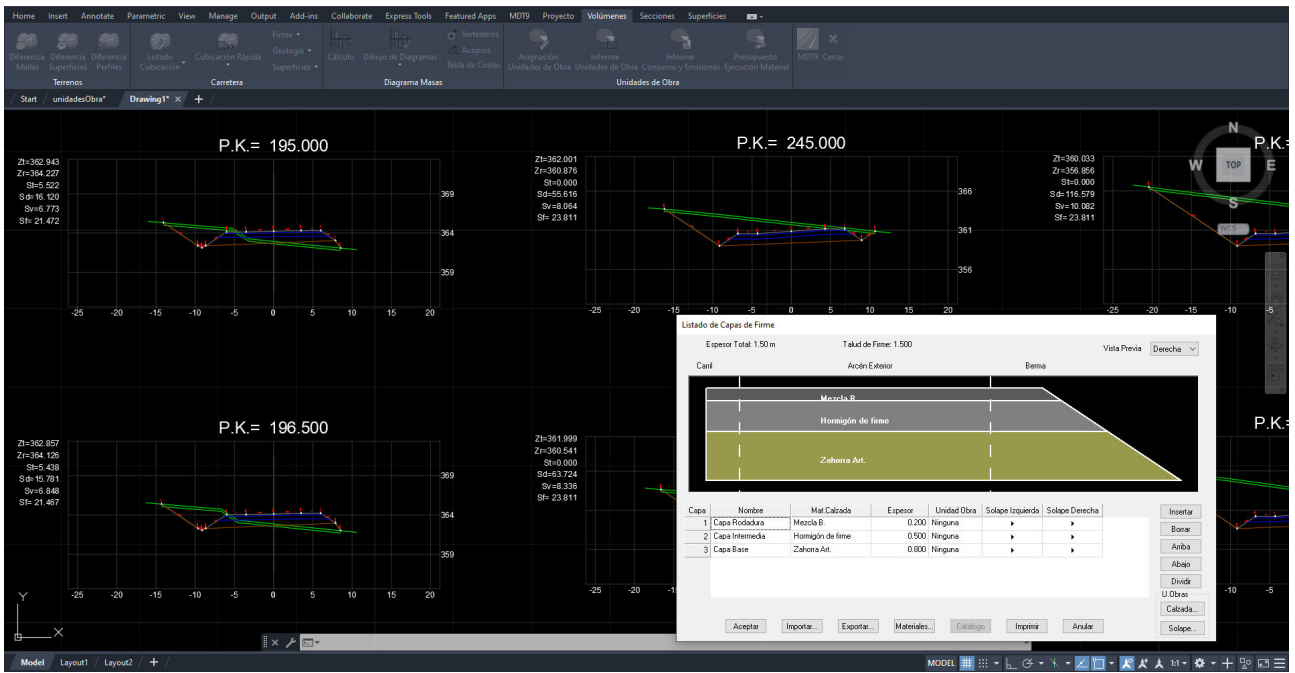 Home Insert Annotate Parametric View Manage Output Add-ins Collaborate Express Tools Featured Apps MDT9 Proyecto Volúmenes Secciones Superficies
Diferencia Mallas Diferencia Superficies Diferencia Perfiles
Terrenos
Listado Cubicación Cubicación Rápida Firme Geología Superficies
Carretera
Cálculo Dibujo de Diagramas Vertederos Acopios Tabla de Costes
Diagrama Masas
Asignación Unidades de Obra Informe Unidades de Obra Informe Consumo y Emisiones Presupuesto Ejecución Material
Unidades de Obra
MDT9 Cerrar
Start unidadesObra* Drawing1* × +
P.K.= 195.000
Zt=362.943
Zr=364.227
St=5.522
Sd=16.120
Sv=6.773
Sf= 21.472
369
364
359
-25 -20 -15 -10 -5 0 5 10 15 20
P.K.= 245.000
Zt=362.001
Zr=360.876
St=0.000
Sd=55.616
Sv=8.064
Sf= 23.811
366
361
356
-25 -20 -15 -10 -5 0 5 10 15 20
P.K.=
Zt=360.033
Zr=356.856
St=0.000
Sd=116.579
Sv=10.082
Sf= 23.811
-25 -20 -15 -10 -5
N
W TOP E
S
WCS
P.K.= 196.500
Zt=362.857
Zr=364.126
St=5.438
Sd=15.781
Sv=6.848
Sf= 21.467
369
364
359
-25 -20 -15 -10 -5 0 5 10 15 20
Zt=361.999
Zr=360.541
St=0.000
Sd=63.724
Sv=8.336
Sf= 23.811
-25 -20
P.K.=
-10 -5
Y
X
Listado de Capas de Firme
Espesor Total: 1.50 m Talud de Firme: 1.500 Vista Previa Derecha
Carril Arcén Exterior Berma
Mezcla B.
Hormigón de firme
Zahorra Art.
Capa Nombre Mat.Calzada Espesor Unidad Obra Solape Izquierda Solape Derecha
1 Capa Rodadura Mezcla B. 0.200 Ninguna
2 Capa Intermedia Hormigón de firme 0.500 Ninguna
3 Capa Base Zahorra Art. 0.800 Ninguna
Insertar
Borrar
Arriba
Abajo
Dividir
U.Obras
Calzada...
Solape...
Aceptar Importar... Exportar... Materiales... Catálogo Imprimir Anular
Model Layout1 Layout2 +
MODEL 1:1